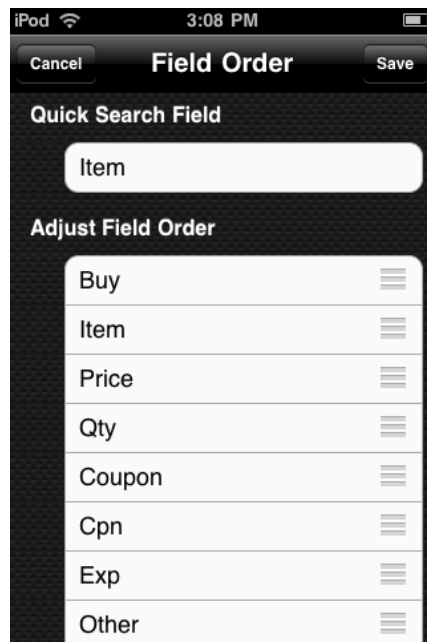 iPod 3:08 PM
Cancel Field Order Save
Quick Search Field
Item
Adjust Field Order
Buy
Item
Price
Qty
Coupon
Cpn
Exp
Other